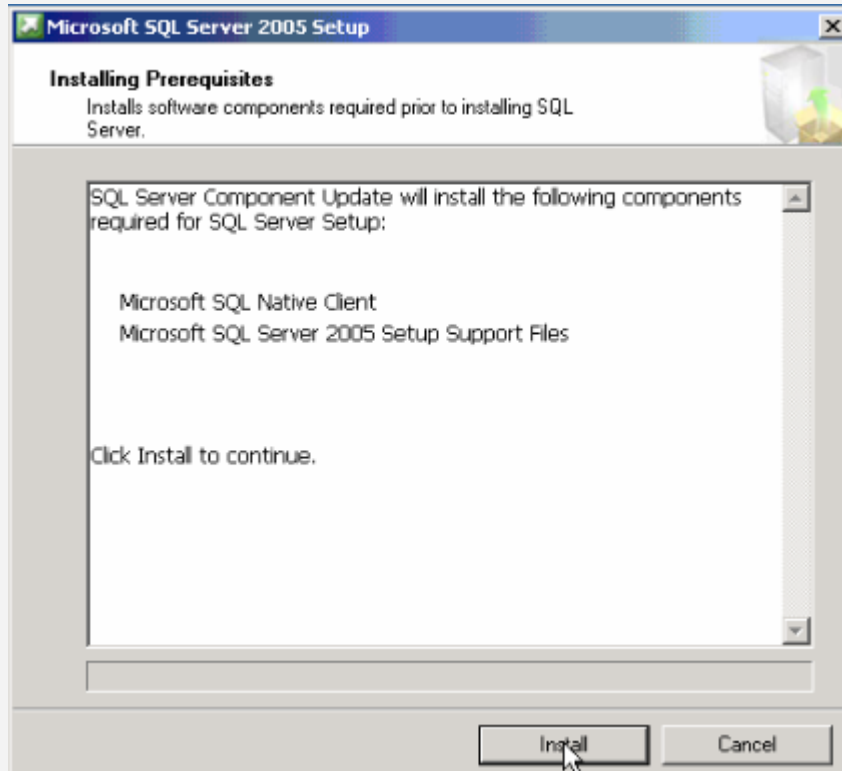 Microsoft SQL Server 2005 Setup
Installing Prerequisites
Installs software components required prior to installing SQL
Server.
SQL Server Component Update will install the following components
required for SQL Server Setup:
Microsoft SQL Native Client
Microsoft SQL Server 2005 Setup Support Files
Click Install to continue.
Install
Cancel